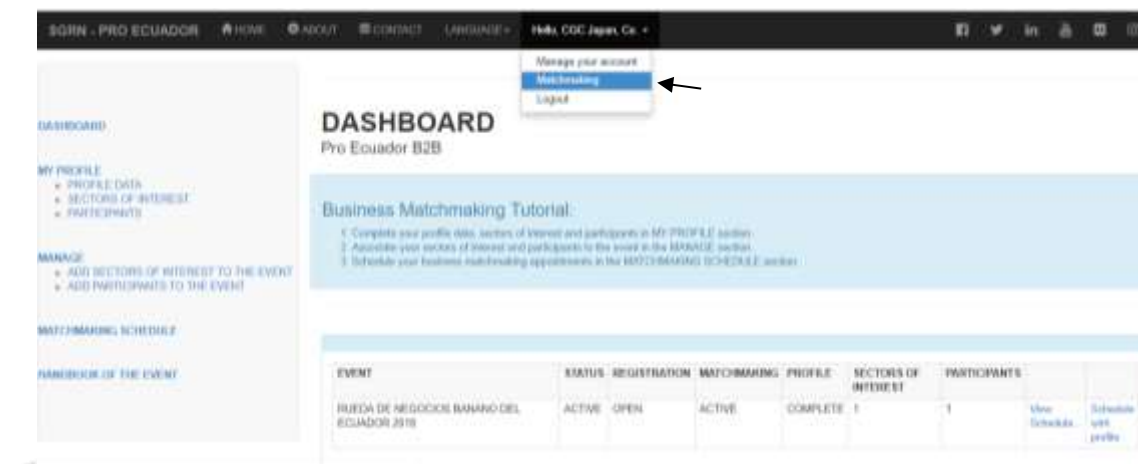 SGRN - PRO ECUADOR HOME ABOUT CONTACT LANGUAGE Hello, CGC Japan, Co.
Manage your account
Matchmaking
Logout
DASHBOARD
MY PROFILE
PROFILE DATA
SECTORS OF INTEREST
PARTICIPANTS
MANAGE
ADD SECTORS OF INTEREST TO THE EVENT
ADD PARTICIPANTS TO THE EVENT
MATCHMAKING SCHEDULE
HANDBOOK OF THE EVENT
DASHBOARD
Pro Ecuador B2B
Business Matchmaking Tutorial:
1. Complete your profile data, sectors of interest and participants in MY PROFILE section
2. Associate your sectors of interest and participants to the event in the MANAGE section
3. Schedule your business matchmaking appointments in the MATCHMAKING SCHEDULE section
EVENT STATUS REGISTRATION MATCHMAKING PROFILE SECTORS OF INTEREST PARTICIPANTS
RUEDA DE NEGOCIOS BANANO DEL ECUADOR ACTIVE OPEN ACTIVE COMPLETE 1 1 View Schedule Schedule with profile